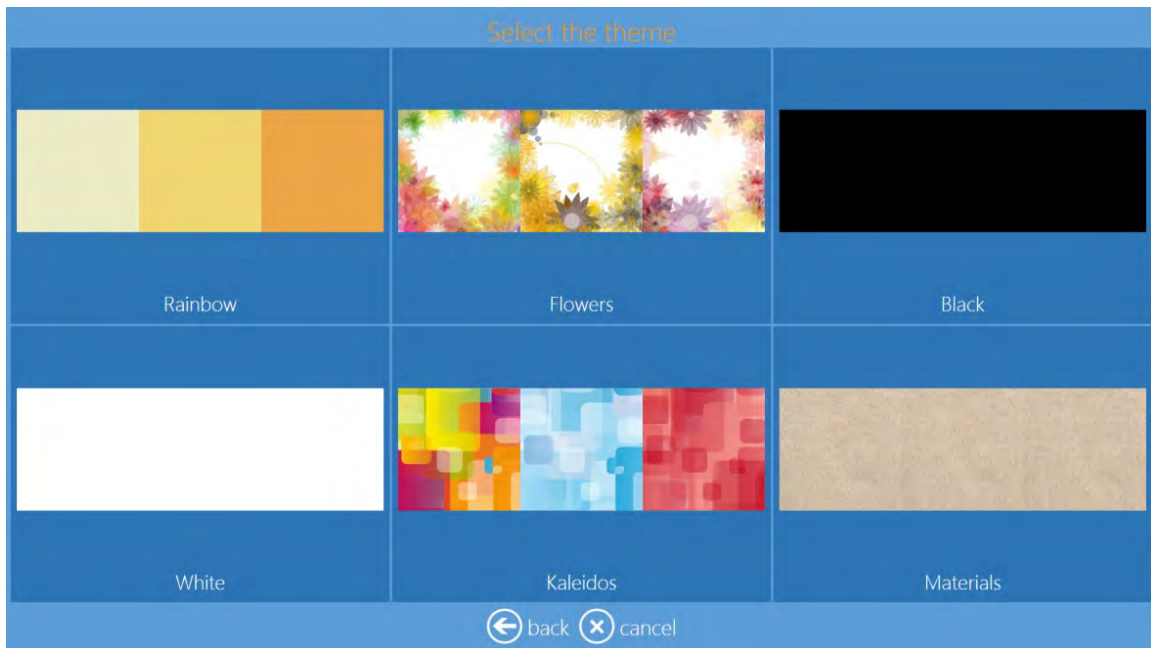 Select the theme
Rainbow
Flowers
Black
White
Kaleidos
Materials
back cancel